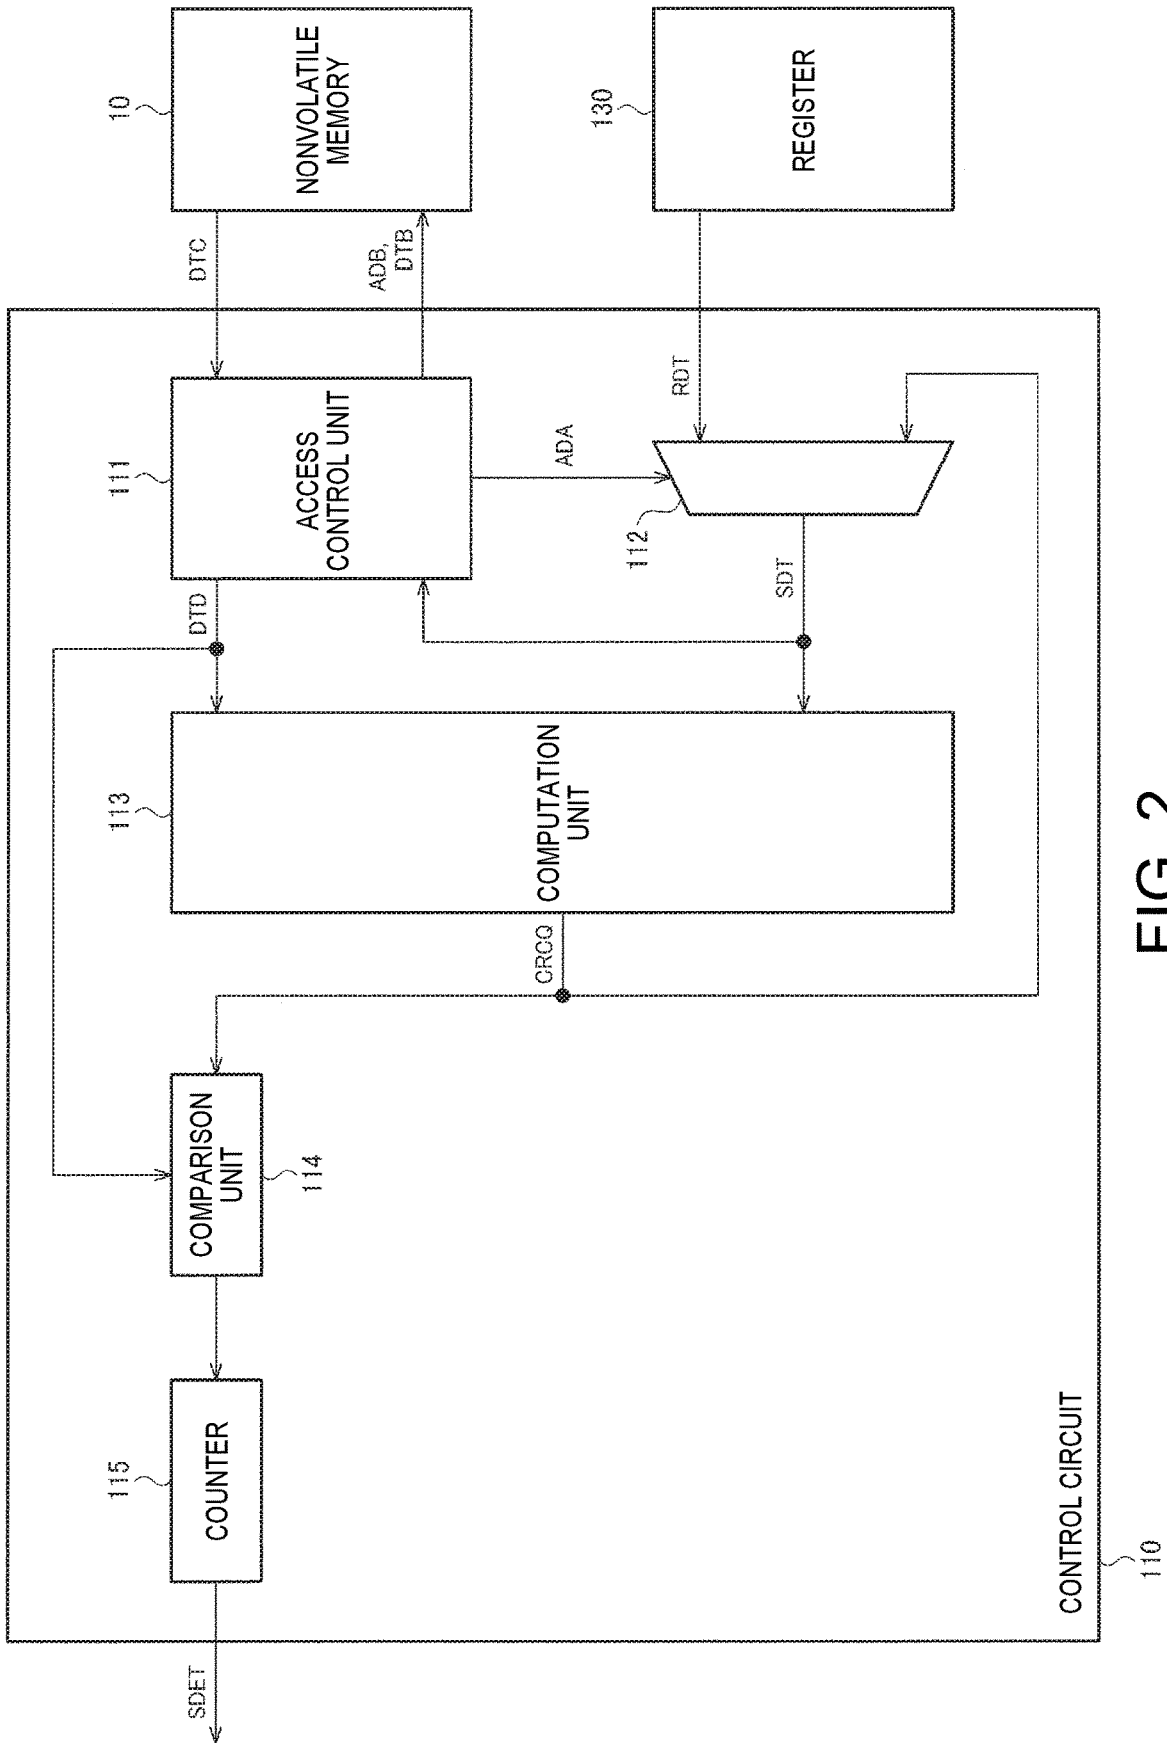 115
113
111
10
SDET
COUNTER
COMPARISON
UNIT
114
DTD
DTC
ACCESS
CONTROL UNIT
NONVOLATILE
MEMORY
ADB,
DTB
CRCQ
COMPUTATION
UNIT
ADA
112
130
SDT
RDT
REGISTER
CONTROL CIRCUIT
110
FIG. 2